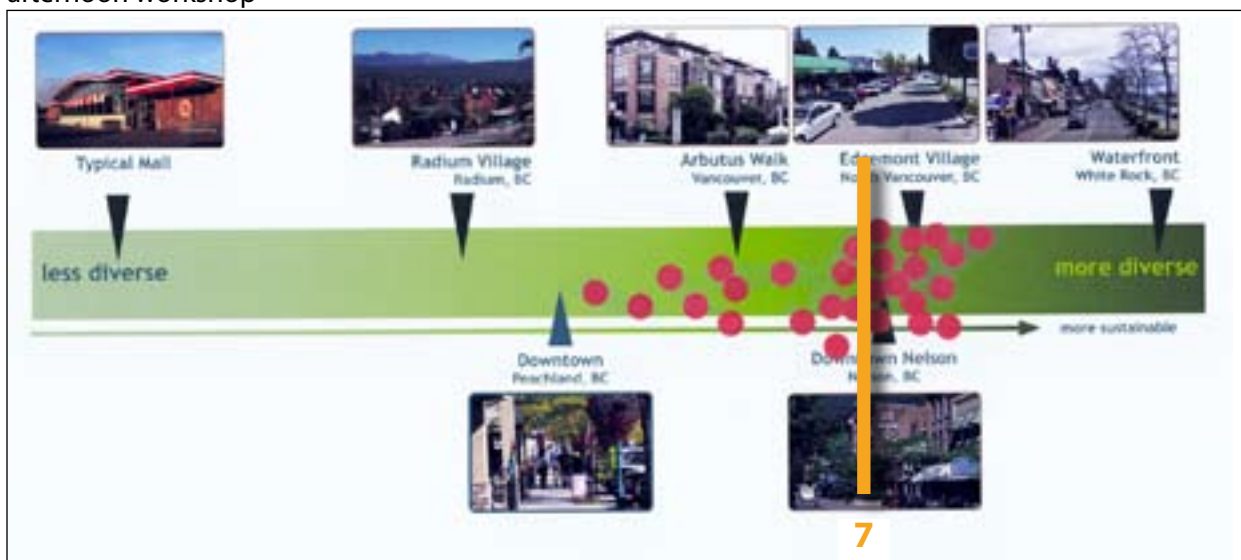 afternoon workshop
Typical Mall
Radium Village
Radium, BC
Arbutus Walk
Vancouver, BC
Edgemont Village
North Vancouver, BC
Waterfront
White Rock, BC
less diverse
more diverse
more sustainable
Downtown
Peachland, BC
Downtown Nelson
Nelson, BC
7